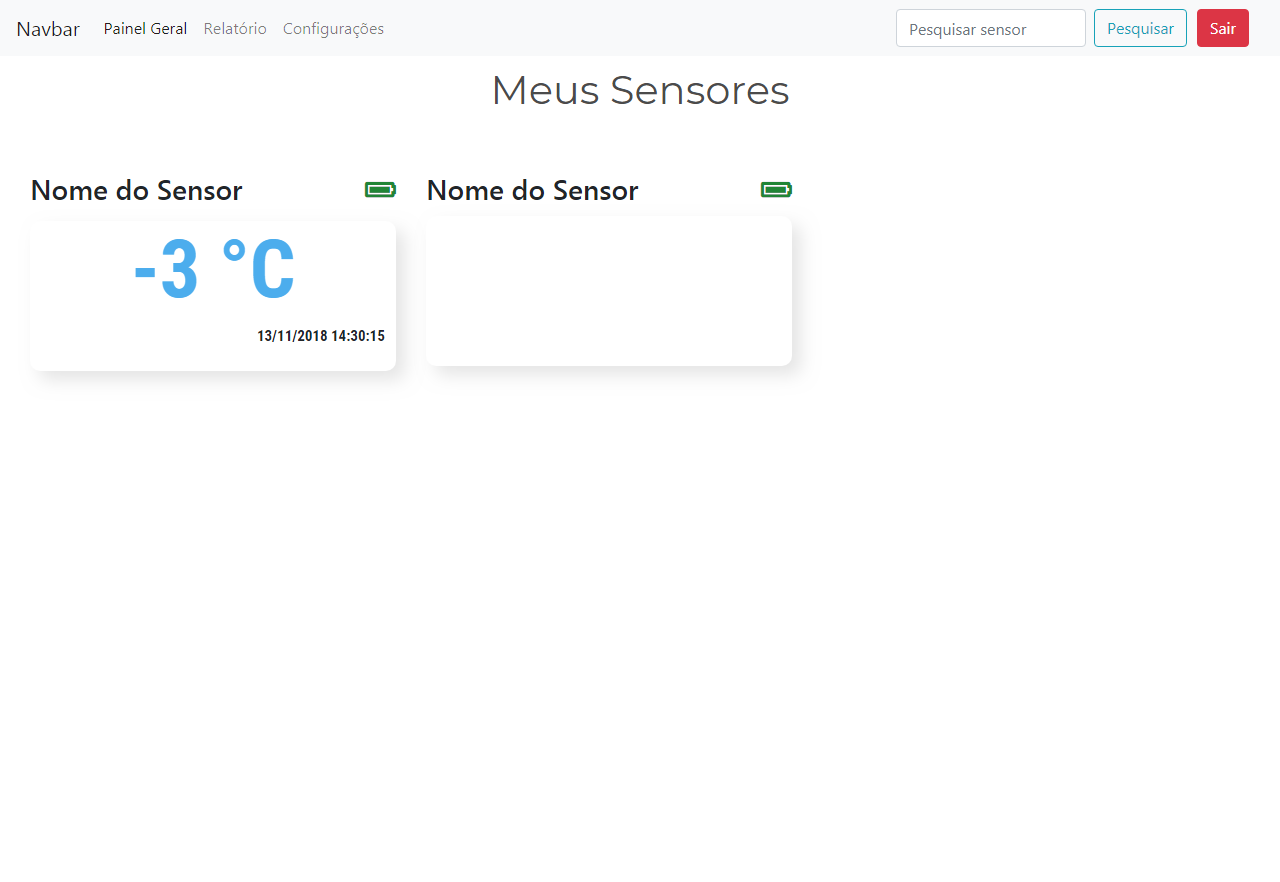 Navbar Painel Geral Relatório Configurações Pesquisar sensor Pesquisar Sair
Meus Sensores
Nome do Sensor
-3 °C
13/11/2018 14:30:15
Nome do Sensor